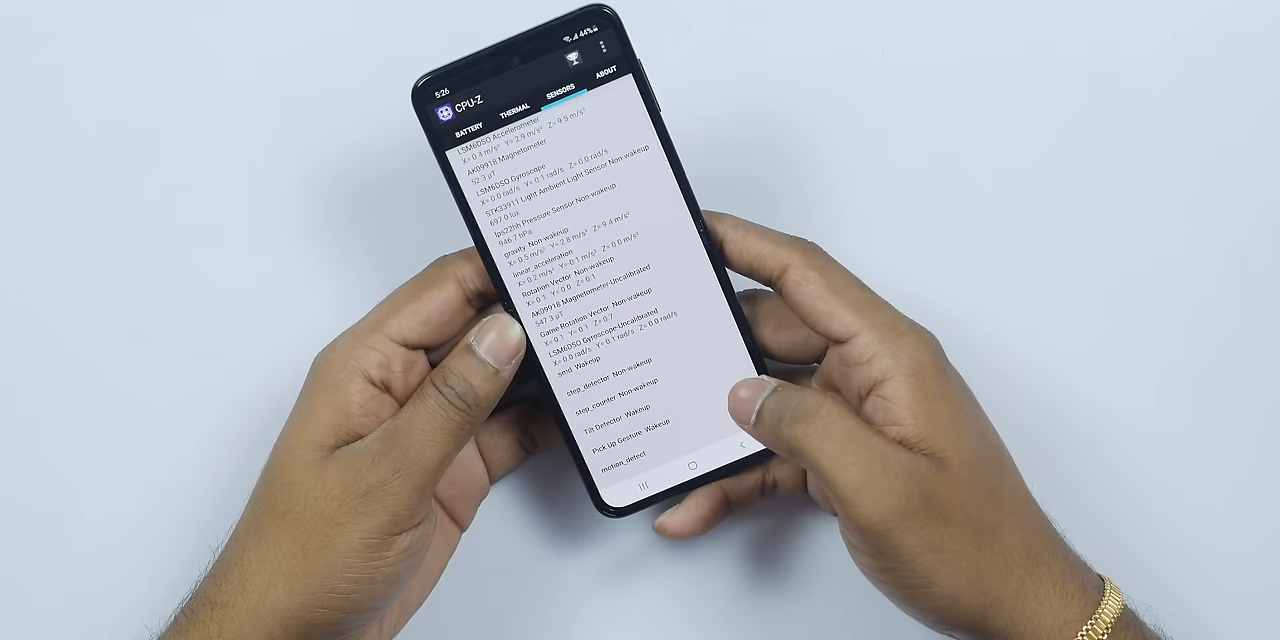 5:26
44%
CPU-Z
BATTERY THERMAL SENSORS ABOUT
LSM6DSO Accelerometer
X= 0.3 m/s² Y= 2.9 m/s² Z= 9.5 m/s²
AK09918 Magnetometer
52.3 μT
LSM6DSO Gyroscope
X= 0.0 rad/s Y= 0.1 rad/s Z= 0.0 rad/s
STK33911 Light Ambient Light Sensor Non-wakeup
697.0 lux
lps22hh Pressure Sensor Non-wakeup
946.7 hPa
gravity Non-wakeup
X= 0.5 m/s² Y= 2.8 m/s² Z= 9.4 m/s²
linear_acceleration
X= 0.2 m/s² Y=-0.1 m/s² Z= 0.0 m/s²
Rotation Vector Non-wakeup
X= 0.1 Y= 0.0 Z= 0.1
AK09918 Magnetometer-Uncalibrated
547.3 μT
Game Rotation Vector Non-wakeup
X= 0.1 Y= 0.1 Z= 0.7
LSM6DSO Gyroscope-Uncalibrated
X= 0.0 rad/s Y= 0.1 rad/s Z= 0.0 rad/s
smd Wakeup
step_detector Non-wakeup
step_counter Non-wakeup
Tilt Detector Wakeup
Pick Up Gesture Wakeup
motion_detect